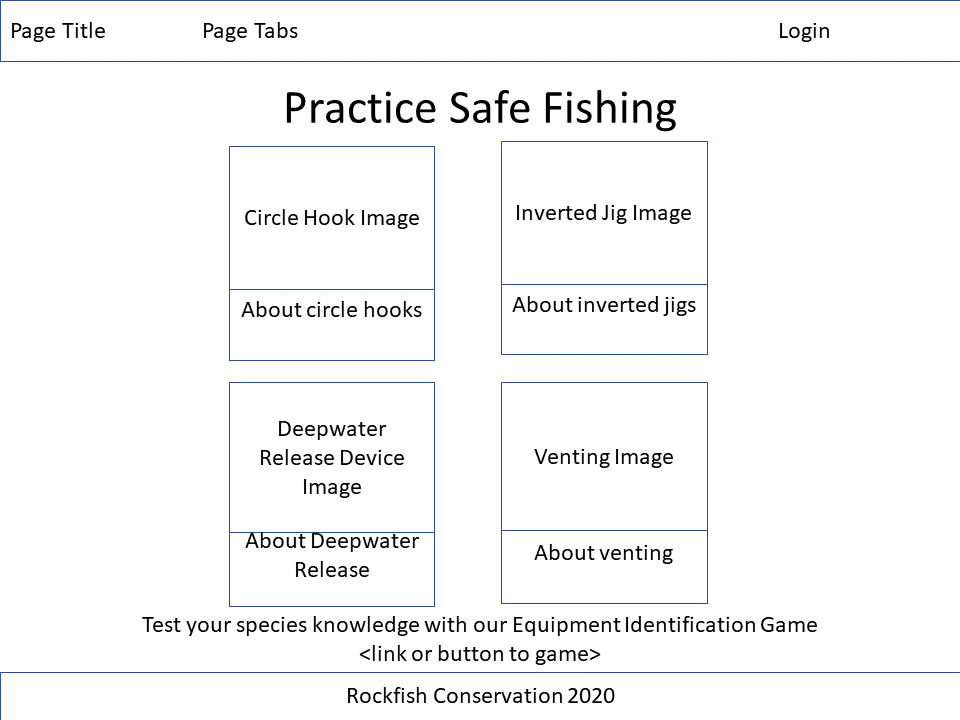 Page Title
Page Tabs
Login
Practice Safe Fishing
Circle Hook Image
About circle hooks
Inverted Jig Image
About inverted jigs
Deepwater
Release Device
Image
About Deepwater
Release
Venting Image
About venting
Test your species knowledge with our Equipment Identification Game
<link or button to game>
Rockfish Conservation 2020